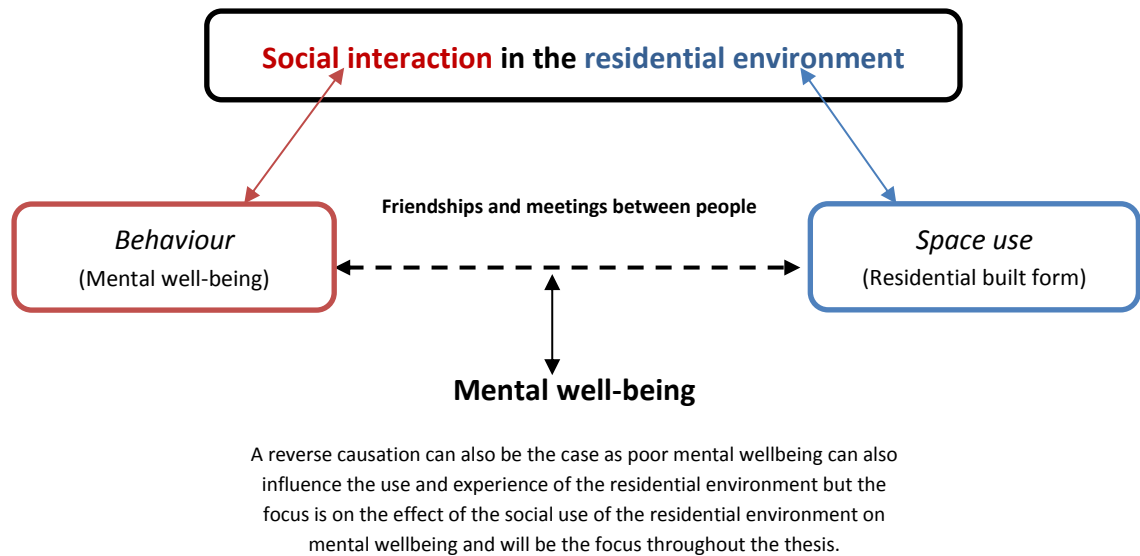 Social interaction in the residential environment
Friendships and meetings between people
Behaviour
(Mental well-being)
Space use
(Residential built form)
Mental well-being
A reverse causation can also be the case as poor mental wellbeing can also
influence the use and experience of the residential environment but the
focus is on the effect of the social use of the residential environment on
mental wellbeing and will be the focus throughout the thesis.